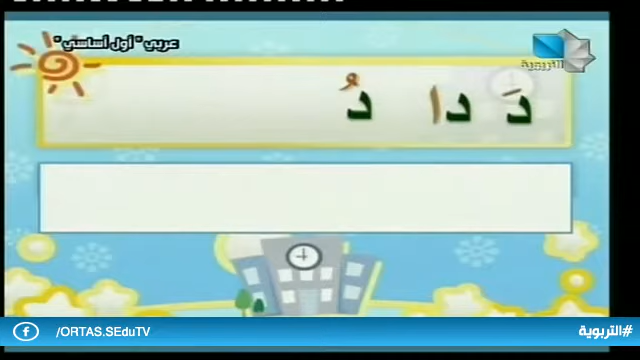 عربي "أول أساسي"
التربوية
دَ دا دُ
/ORTAS.SEduTV
#التربوية